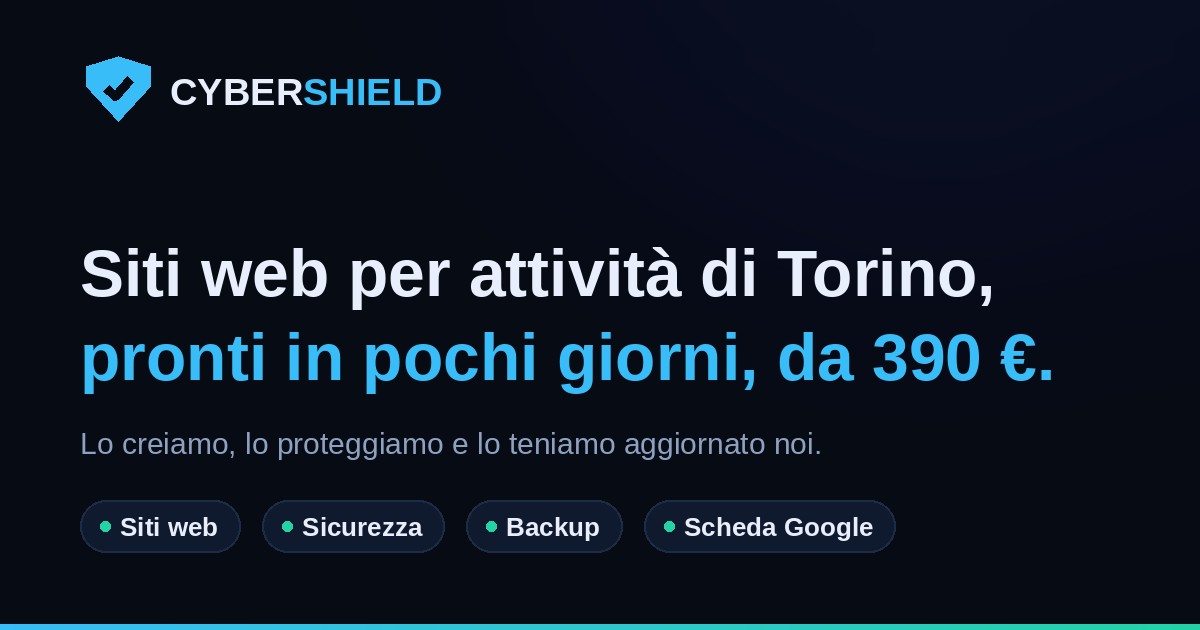 CYBERSHIELD
Siti web per attività di Torino,
pronti in pochi giorni, da 390 €.
Lo creiamo, lo proteggiamo e lo teniamo aggiornato noi.
Siti web Sicurezza Backup Scheda Google